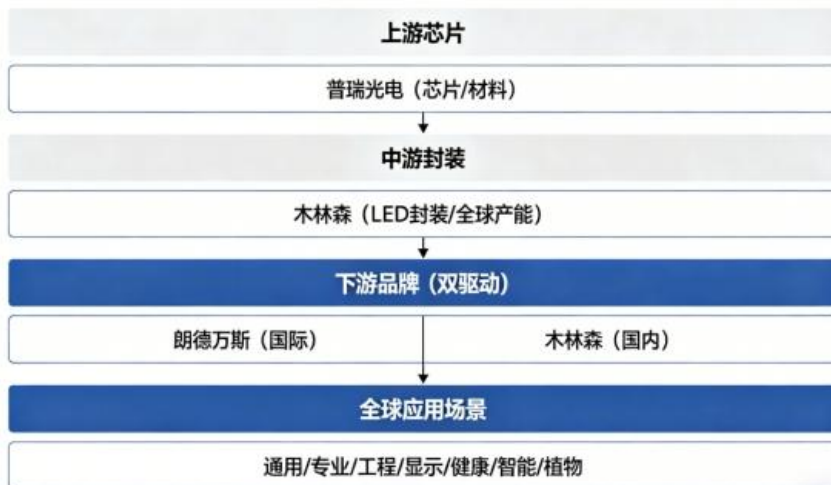 上游芯片
普瑞光电（芯片/材料）
中游封装
木林森（LED封装/全球产能）
下游品牌（双驱动）
朗德万斯（国际） 木林森（国内）
全球应用场景
通用/专业/工程/显示/健康/智能/植物